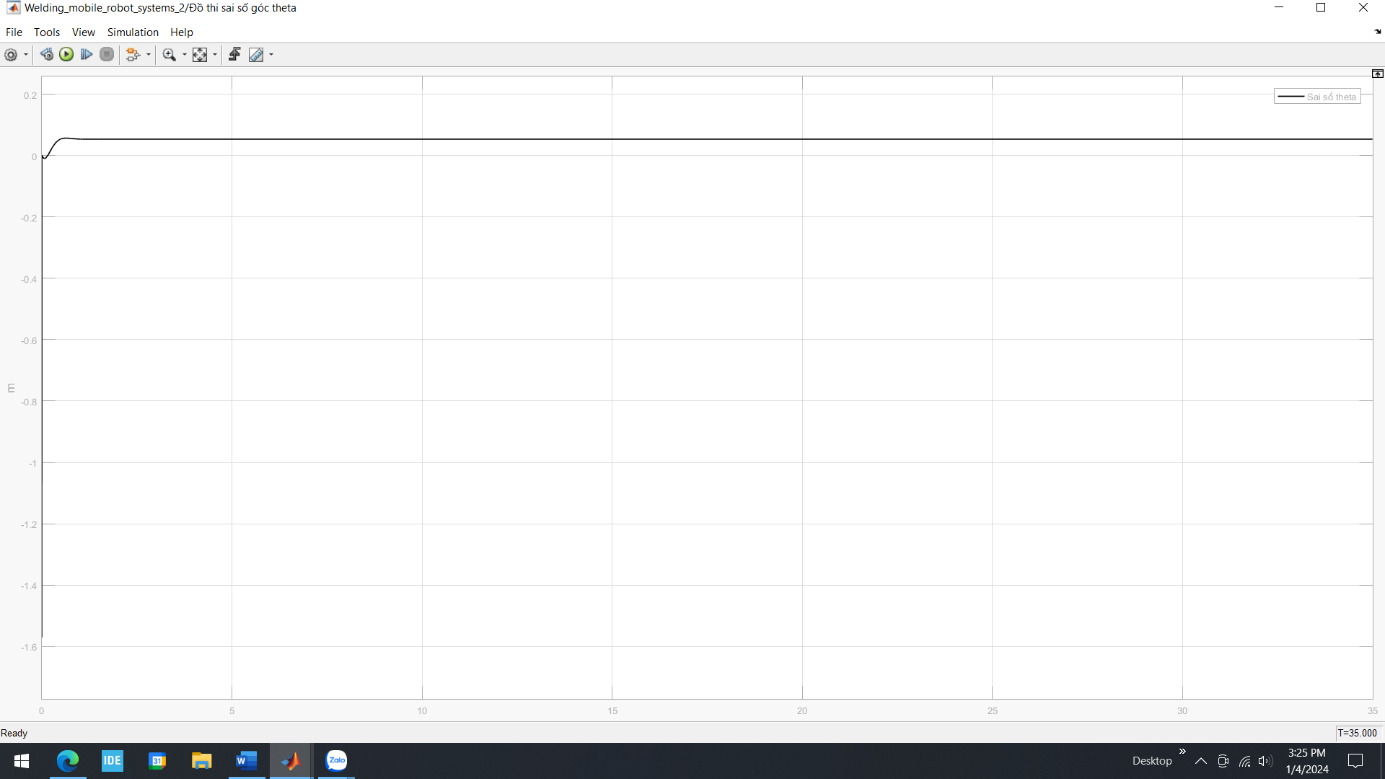 Welding_mobile_robot_systems_2/Đồ thi sai số góc theta
File Tools View Simulation Help
Sai số theta
0.2
0
-0.2
-0.4
-0.6
m
-0.8
-1
-1.2
-1.4
-1.6
0 5 10 15 20 25 30 35
Ready T=35.000
IDE 31 W Zalo Desktop 3:25 PM
1/4/2024